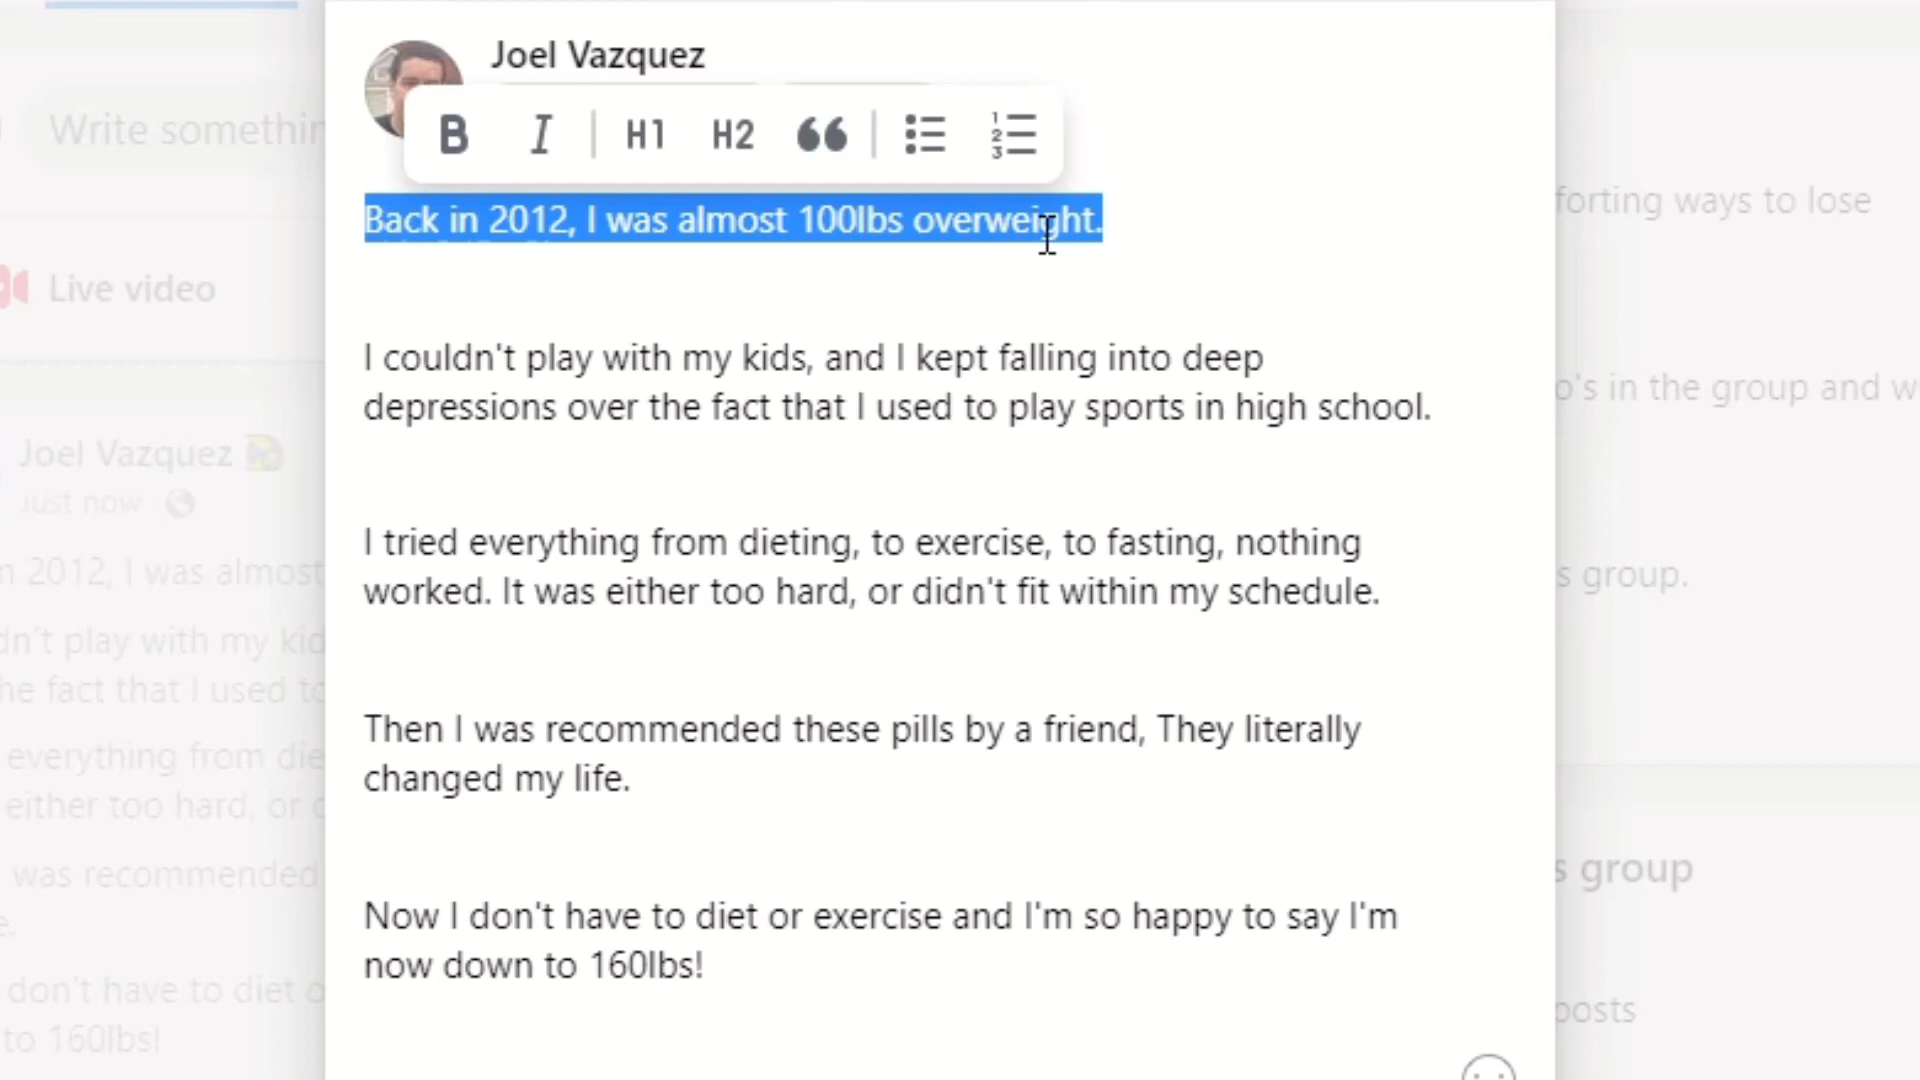 Joel Vazquez
B I H1 H2
Back in 2012, I was almost 100lbs overweight.
I couldn't play with my kids, and I kept falling into deep
depressions over the fact that I used to play sports in high school.
I tried everything from dieting, to exercise, to fasting, nothing
worked. It was either too hard, or didn't fit within my schedule.
Then I was recommended these pills by a friend, They literally
changed my life.
Now I don't have to diet or exercise and I'm so happy to say I'm
now down to 160lbs!
Write somethin
Live video
Joel Vazquez
Just now
n 2012, I was almost
dn't play with my kid
he fact that I used to
everything from die
either too hard, or
was recommended
e.
don't have to diet
to 160lbs!
forting ways to lose
o's in the group and w
s group.
s group
posts